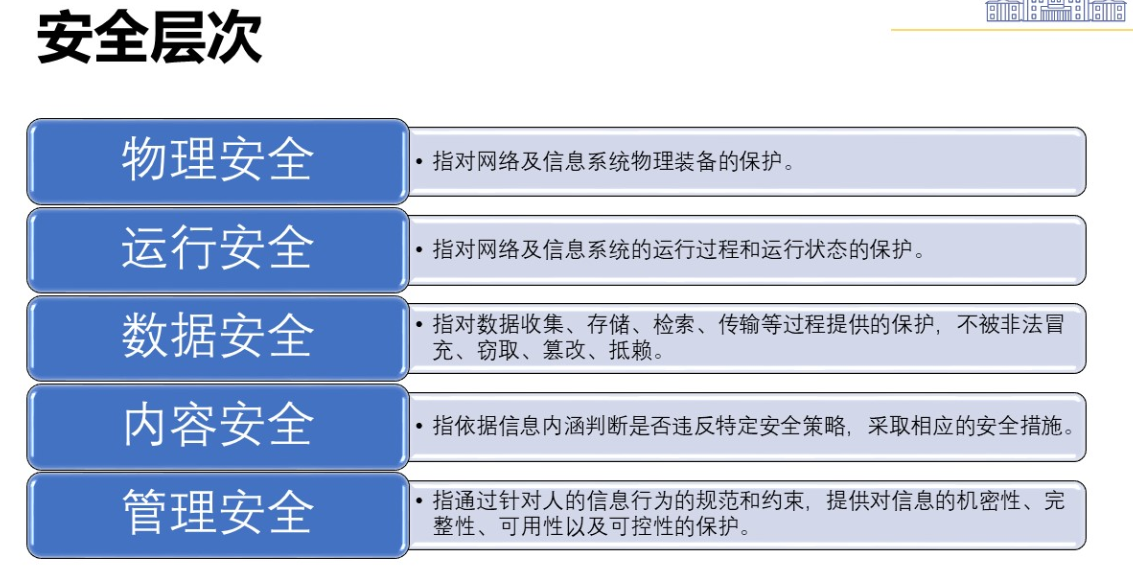 安全层次
物理安全
• 指对网络及信息系统物理装备的保护。
运行安全
• 指对网络及信息系统的运行过程和运行状态的保护。
数据安全
• 指对数据收集、存储、检索、传输等过程提供的保护，不被非法冒
充、窃取、篡改、抵赖。
内容安全
• 指依据信息内涵判断是否违反特定安全策略，采取相应的安全措施。
管理安全
• 指通过针对人的信息行为的规范和约束，提供对信息的机密性、完
整性、可用性以及可控性的保护。